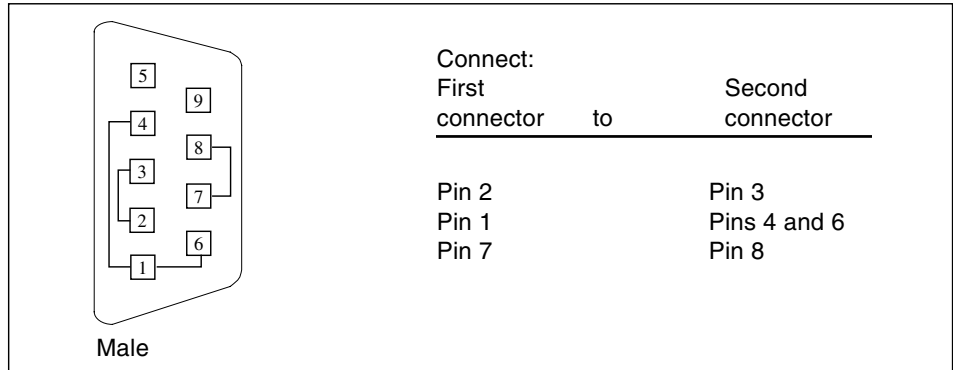 5
9
4
8
3
7
2
6
1
Male
Connect:
First Second
connector to connector
Pin 2 Pin 3
Pin 1 Pins 4 and 6
Pin 7 Pin 8